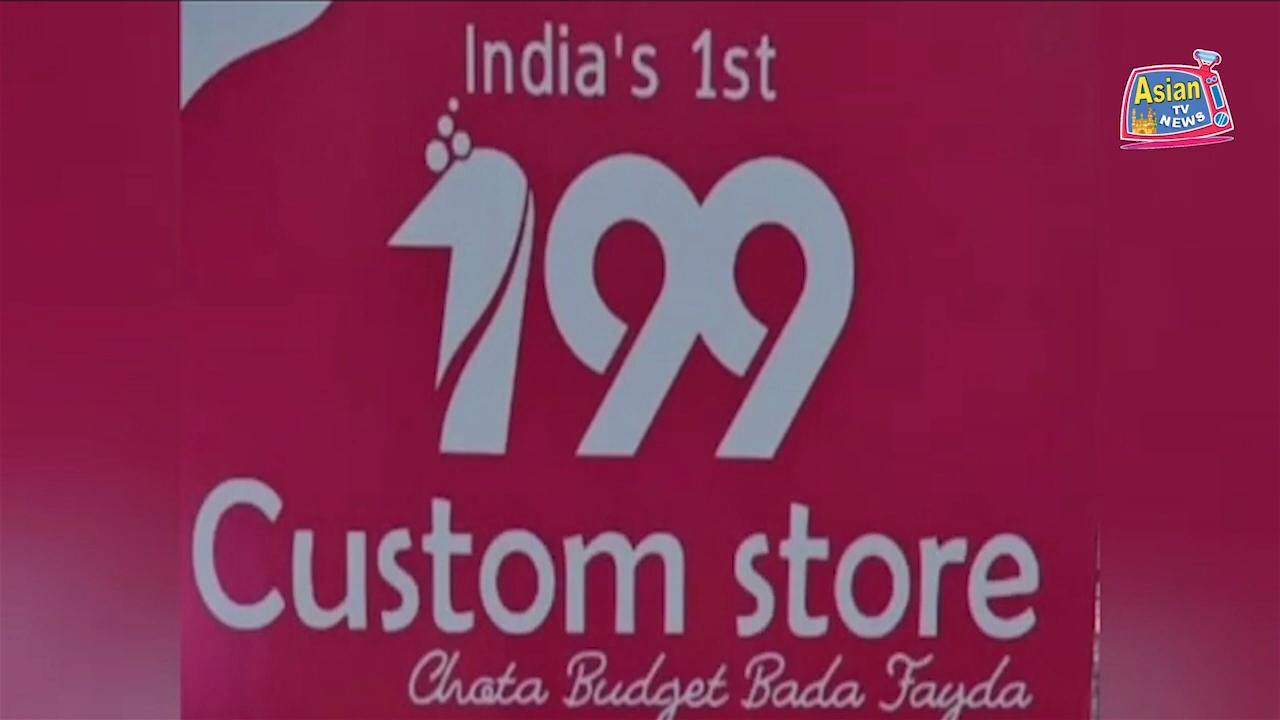 India's 1st
199
Custom store
Chota Budget Bada Fayda
Asian
TV
NEWS